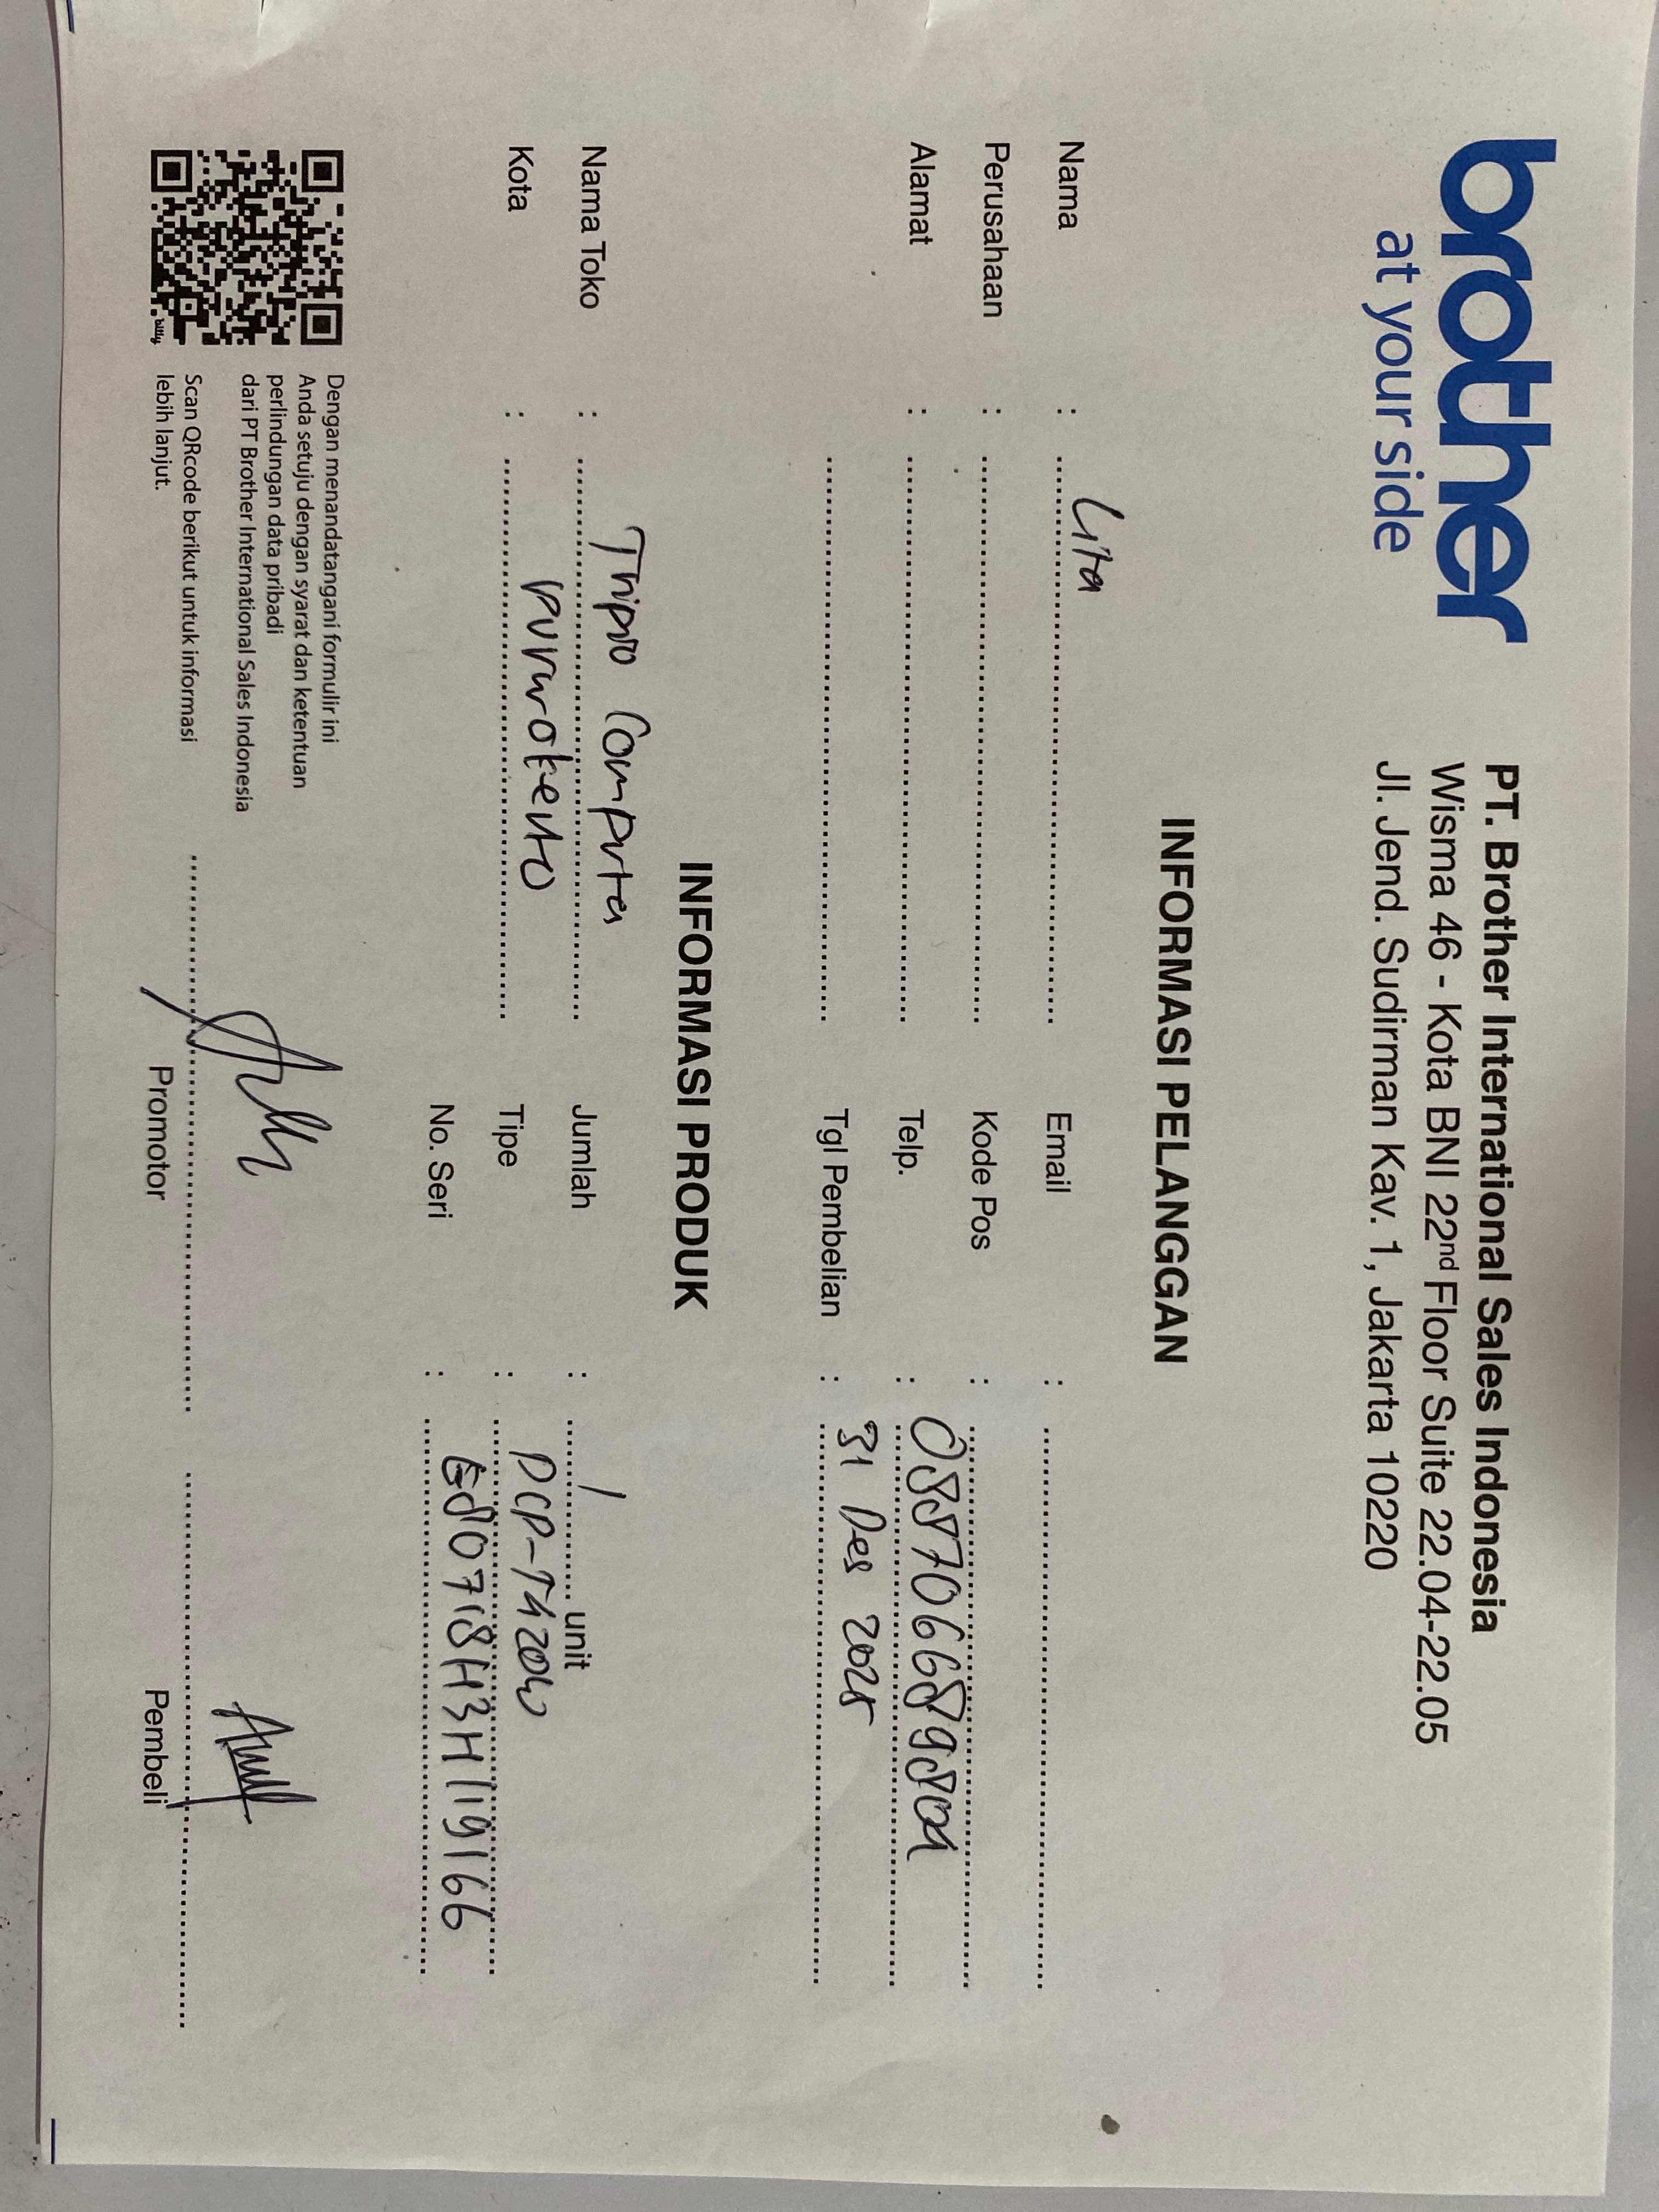 brother
at your side
PT. Brother International Sales Indonesia
Wisma 46 - Kota BNI 22nd Floor Suite 22.04-22.05
Jl. Jend. Sudirman Kav. 1, Jakarta 10220
INFORMASI PELANGGAN
Nama : Lita
Email :
Perusahaan :
Kode Pos :
Alamat :
Telp. :
Tgl Pembelian : 31 Des 2025
INFORMASI PRODUK
Nama Toko : Computer
Jumlah : 1 unit
Kota : Purwokerto
Tipe : DCP-T420W
No. Seri :
Dengan menandatangani formulir ini
Anda setuju dengan syarat dan ketentuan
perlindungan data pribadi
dari PT Brother International Sales Indonesia
Scan QRcode berikut untuk informasi
lebih lanjut.
bitly
Promotor
Pembeli